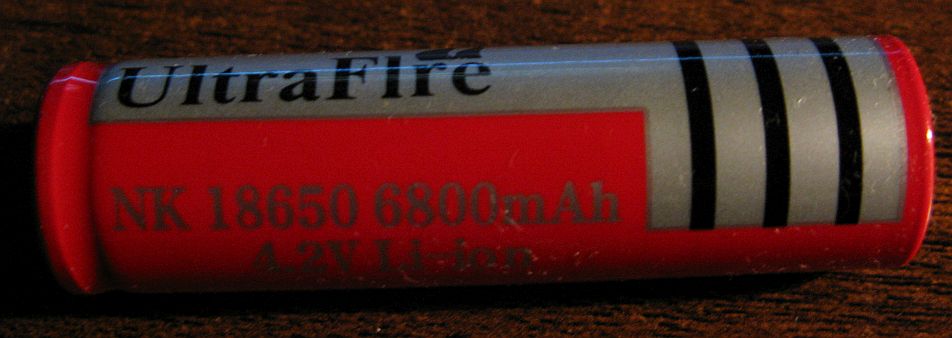 UltraFire
NK 18650 6800mAh
4.2V Li-ion